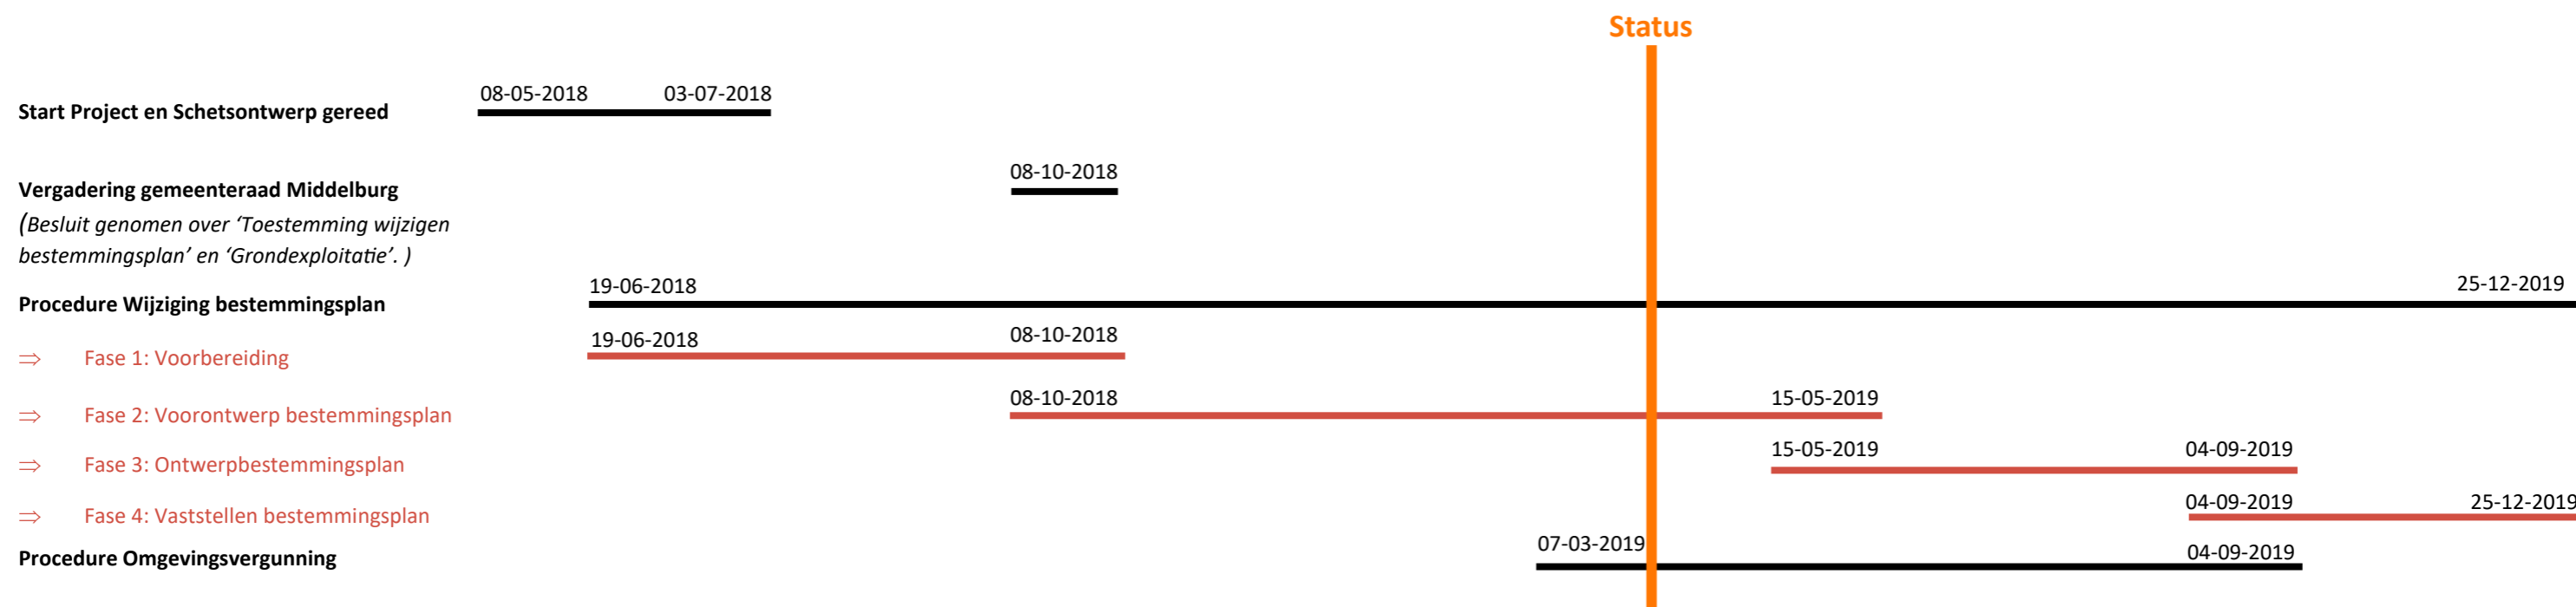 Status
08-05-2018 03-07-2018
Start Project en Schetsontwerp gereed
08-10-2018
Vergadering gemeenteraad Middelburg
(Besluit genomen over ‘Toestemming wijzigen
bestemmingsplan’ en ‘Grondexploitatie’. )
19-06-2018 25-12-2019
Procedure Wijziging bestemmingsplan
19-06-2018 08-10-2018
⇒ Fase 1: Voorbereiding
08-10-2018 15-05-2019
⇒ Fase 2: Voorontwerp bestemmingsplan
15-05-2019 04-09-2019
⇒ Fase 3: Ontwerpbestemmingsplan
04-09-2019 25-12-2019
⇒ Fase 4: Vaststellen bestemmingsplan
07-03-2019 04-09-2019
Procedure Omgevingsvergunning